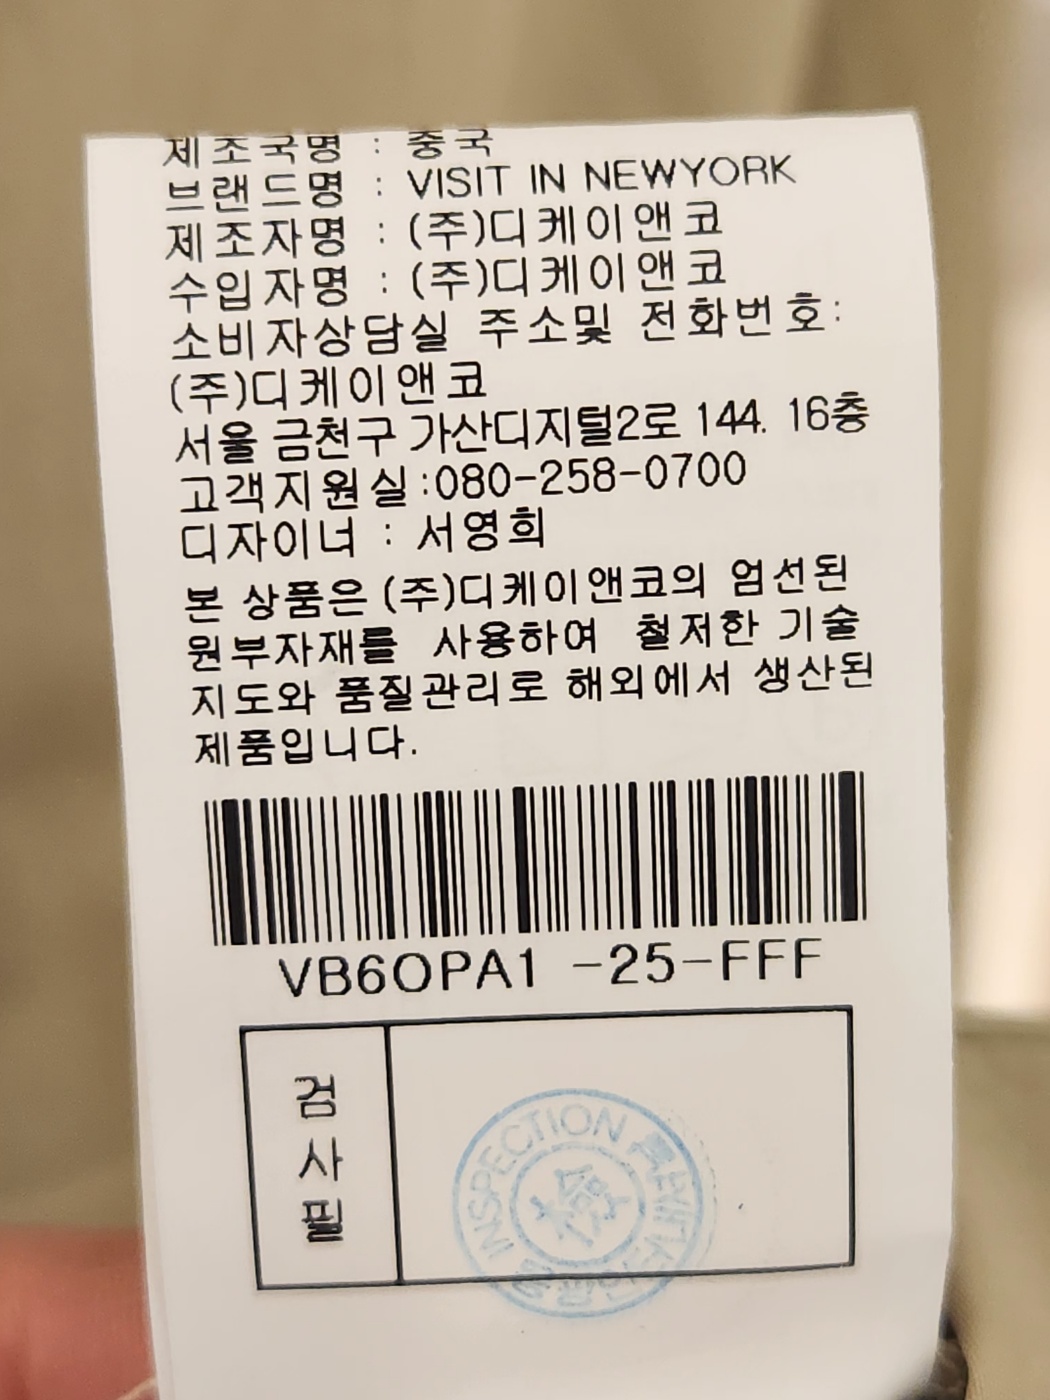 제조국명 : 중국
브랜드명 : VISIT IN NEWYORK
제조자명 : (주)디케이앤코
수입자명 : (주)디케이앤코
소비자상담실 주소및 전화번호:
(주)디케이앤코
서울 금천구 가산디지털2로 144. 16층
고객지원실:080-258-0700
디자이너 : 서영희
본 상품은 (주)디케이앤코의 엄선된
원부자재를 사용하여 철저한 기술
지도와 품질관리로 해외에서 생산된
제품입니다.
VB6OPA1 -25-FFF
검
사
필
INSPECTION